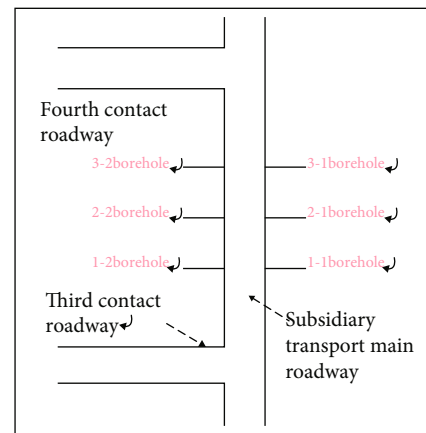 Fourth contact
roadway
3-2borehole
3-1borehole
2-2borehole
2-1borehole
1-2borehole
1-1borehole
Third contact
roadway
Subsidiary
transport main
roadway